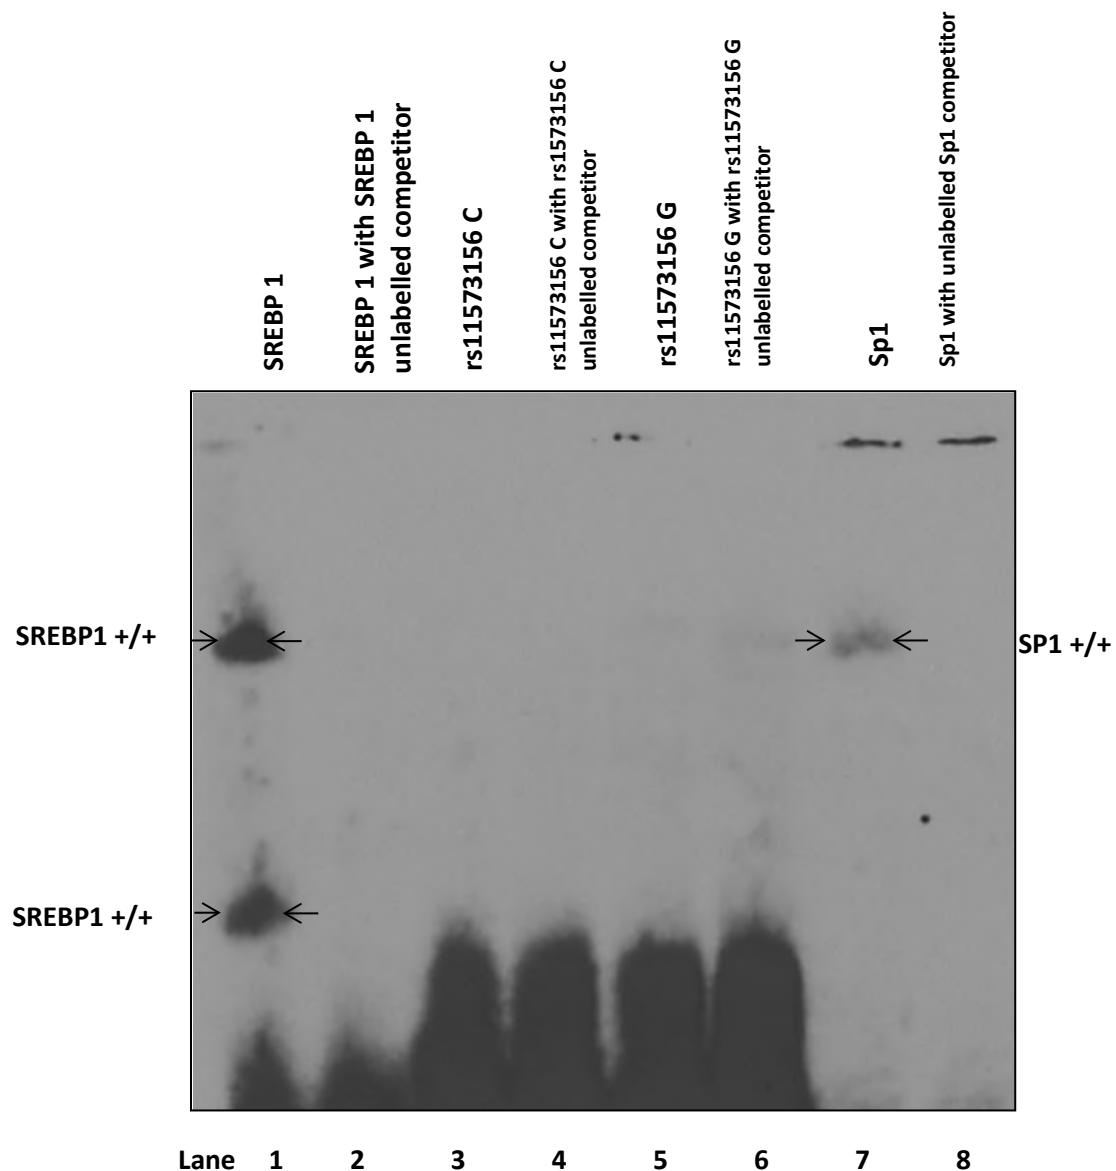 SREBP 1
SREBP 1 with SREBP 1
unlabelled competitor
rs11573156 C
rs11573156 C with rs1573156 C
unlabelled competitor
rs11573156 G
rs11573156 G with rs11573156 G
unlabelled competitor
Sp1
Sp1 with unlabelled Sp1 competitor
SREBP1 +/+
SP1 +/+
SREBP1 +/+
Lane 1 2 3 4 5 6 7 8